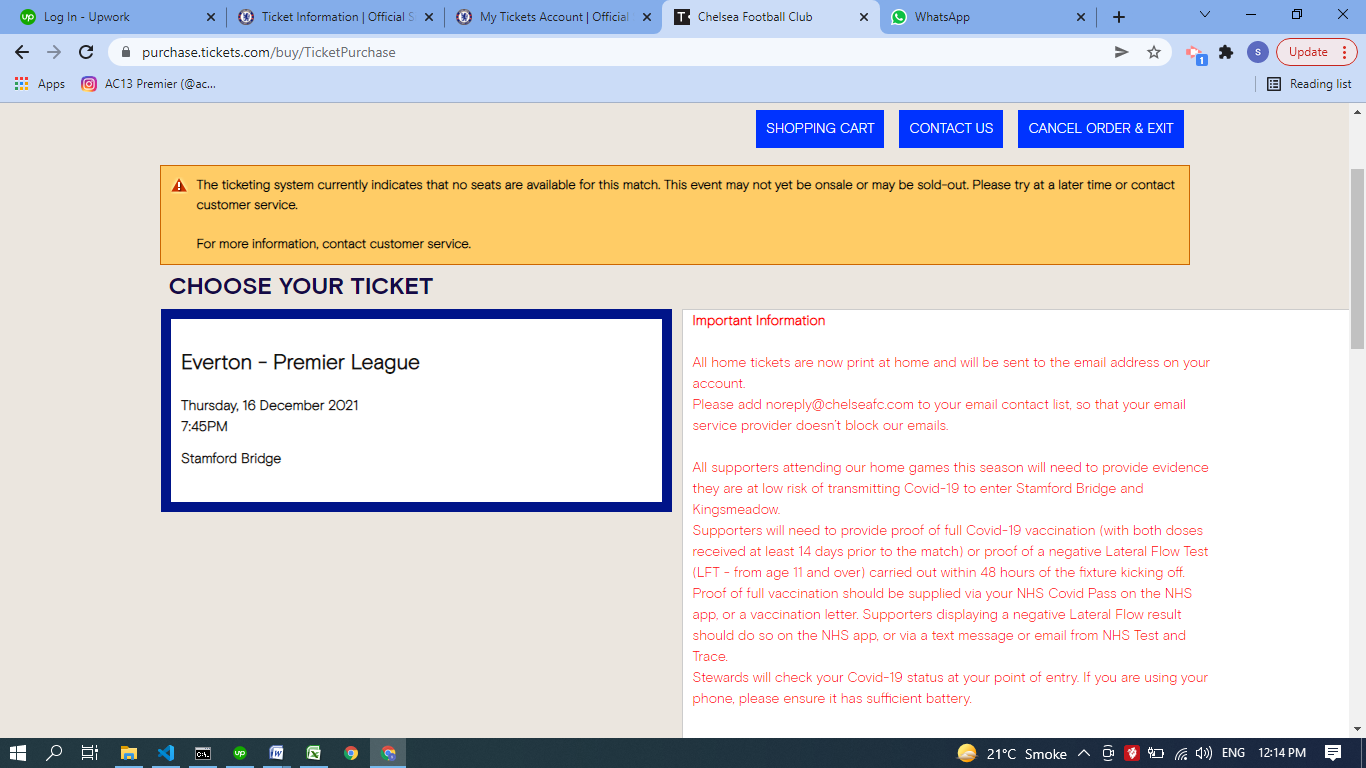 Log In - Upwork
Ticket Information | Official S
My Tickets Account | Official
Chelsea Football Club
WhatsApp
purchase.tickets.com/buy/TicketPurchase
1
s
Update
Apps
AC13 Premier (@ac...
Reading list
SHOPPING CART
CONTACT US
CANCEL ORDER & EXIT
The ticketing system currently indicates that no seats are available for this match. This event may not yet be onsale or may be sold-out. Please try at a later time or contact
customer service.
For more information, contact customer service.
CHOOSE YOUR TICKET
Everton - Premier League
Thursday, 16 December 2021
7:45PM
Stamford Bridge
Important Information
All home tickets are now print at home and will be sent to the email address on your
account.
Please add noreply@chelseafc.com to your email contact list, so that your email
service provider doesn't block our emails.
All supporters attending our home games this season will need to provide evidence
they are at low risk of transmitting Covid-19 to enter Stamford Bridge and
Kingsmeadow.
Supporters will need to provide proof of full Covid-19 vaccination (with both doses
received at least 14 days prior to the match) or proof of a negative Lateral Flow Test
(LFT - from age 11 and over) carried out within 48 hours of the fixture kicking off.
Proof of full vaccination should be supplied via your NHS Covid Pass on the NHS
app, or a vaccination letter. Supporters displaying a negative Lateral Flow result
should do so on the NHS app, or via a text message or email from NHS Test and
Trace.
Stewards will check your Covid-19 status at your point of entry. If you are using your
phone, please ensure it has sufficient battery.
21°C Smoke
ENG
12:14 PM